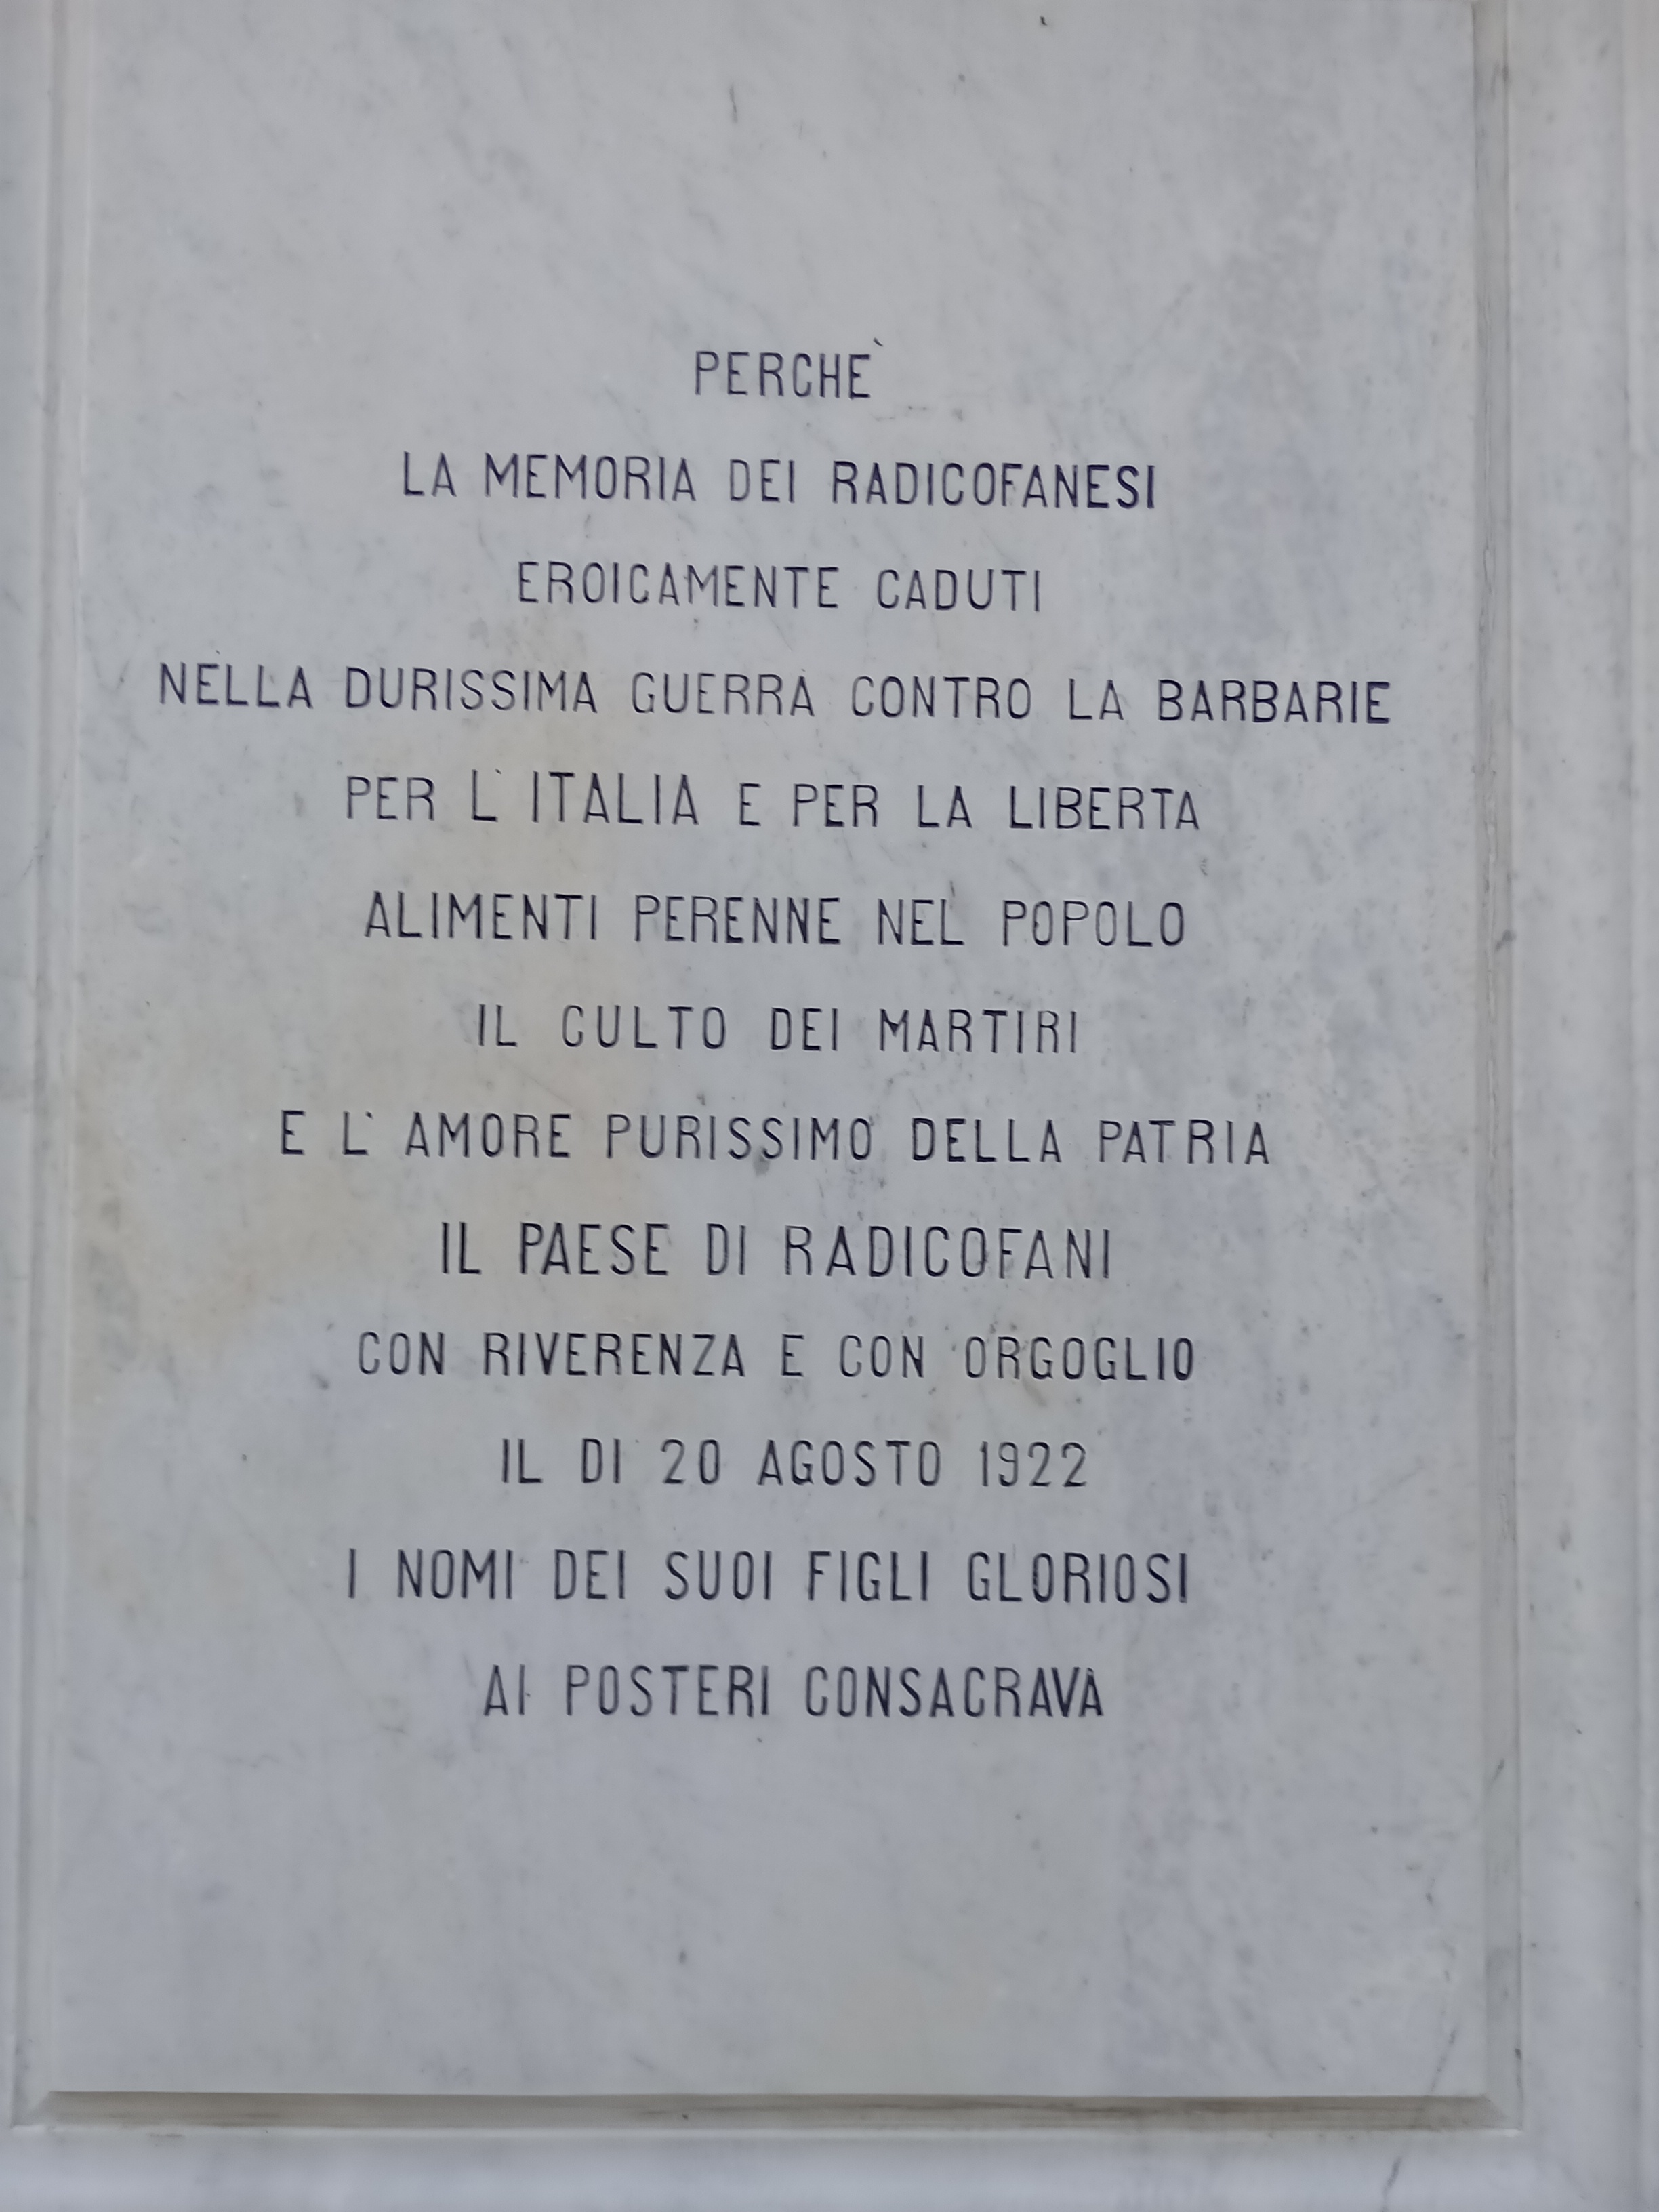 PERCHÈ
LA MEMORIA DEI RADICOFANESI
EROICAMENTE CADUTI
NELLA DURISSIMA GUERRA CONTRO LA BARBARIE
PER L'ITALIA E PER LA LIBERTA
ALIMENTI PERENNE NEL POPOLO
IL CULTO DEI MARTIRI
E L'AMORE PURISSIMO DELLA PATRIA
IL PAESE DI RADICOFANI
CON RIVERENZA E CON ORGOGLIO
IL DI 20 AGOSTO 1922
I NOMI DEI SUOI FIGLI GLORIOSI
AI POSTERI CONSACRAVA